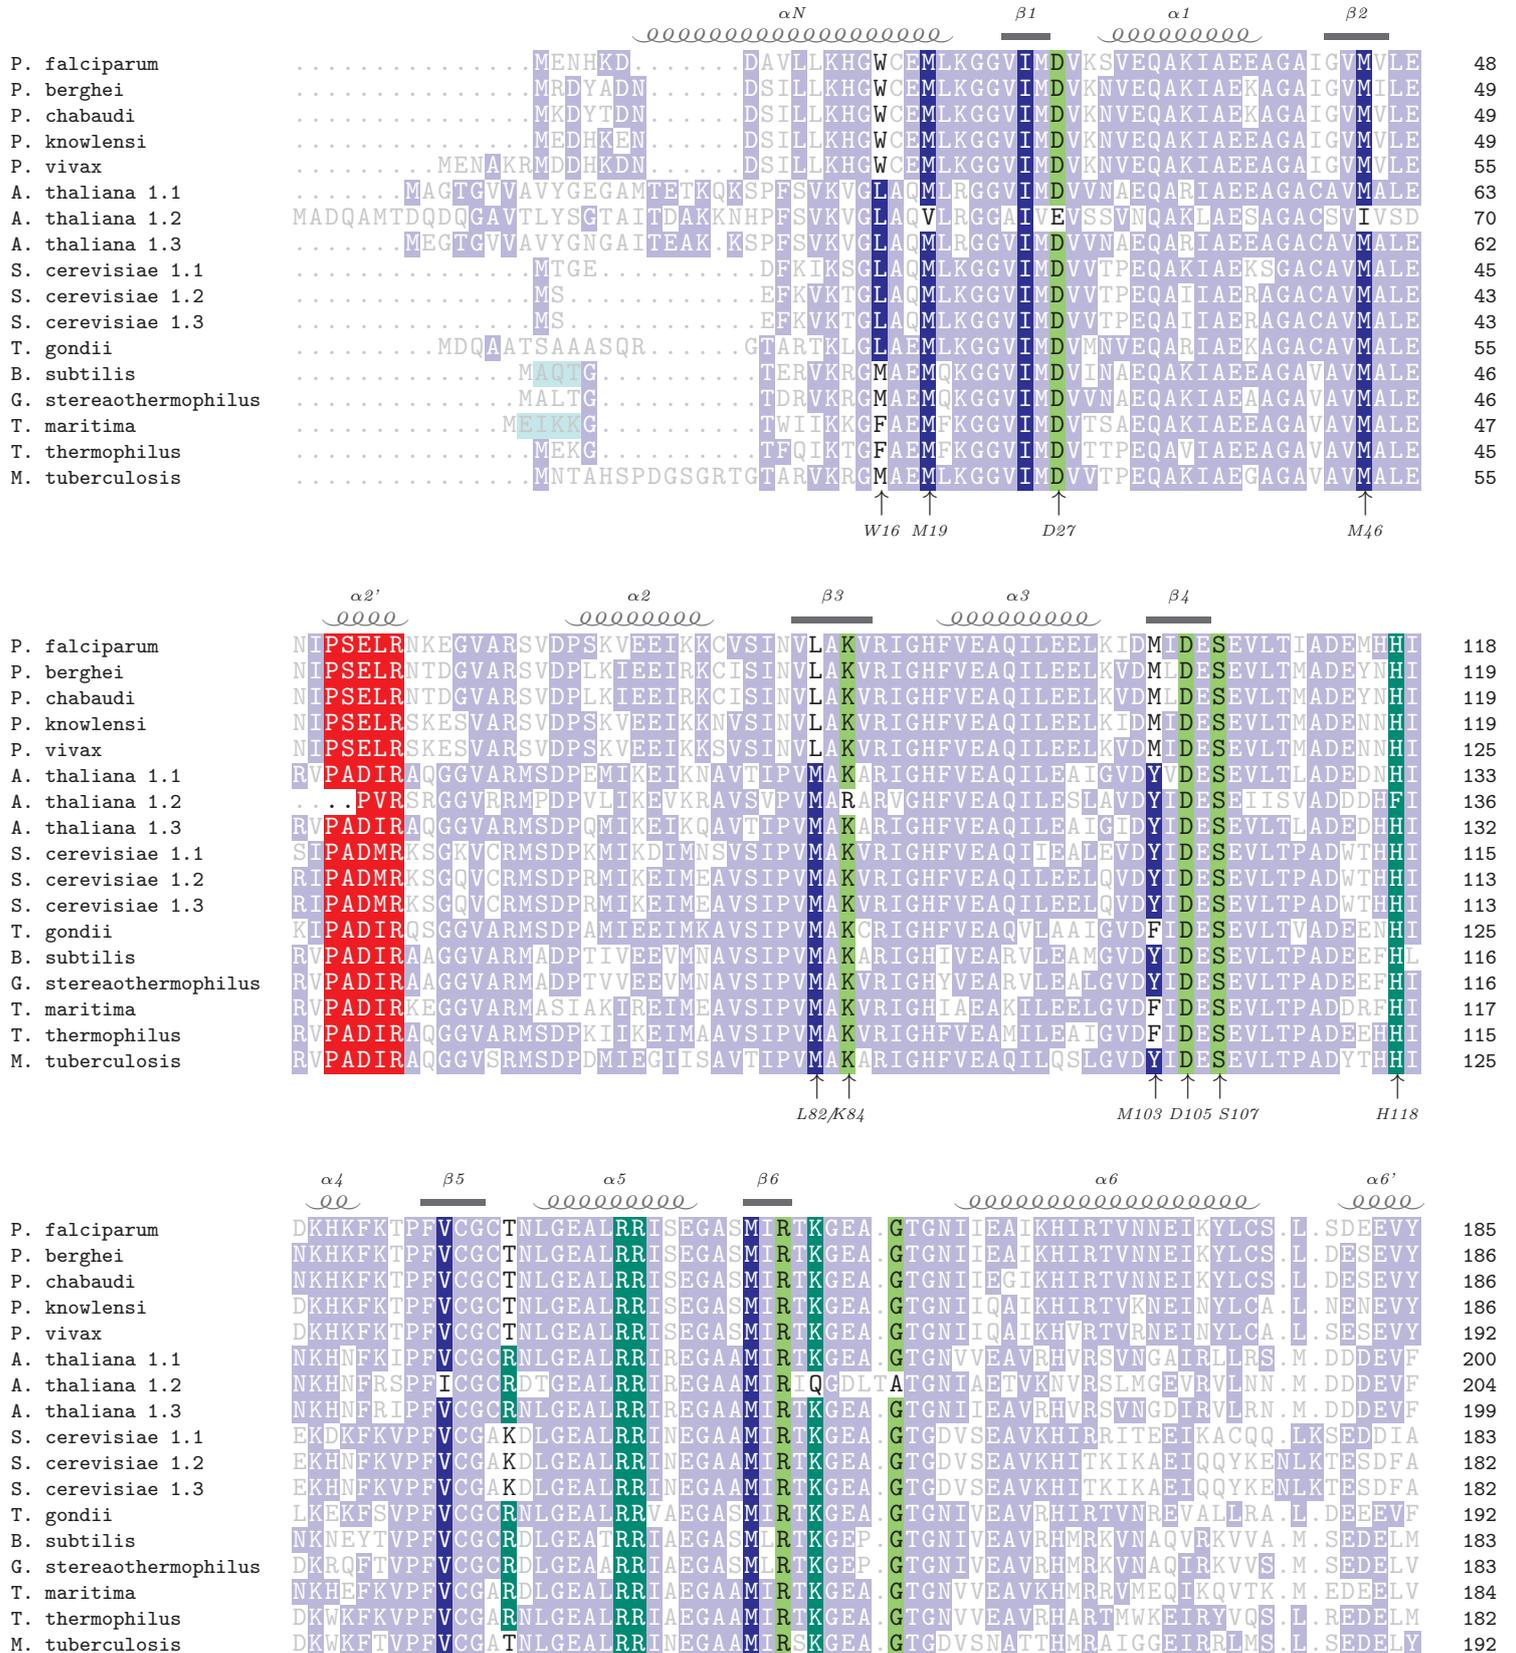 αN β1 α1 β2
P. falciparum ...............MENHKD.......DAVLLKHGWCEMLKGGVIMDVKSVEQAKIAEEAGAIGVMVLE 48
P. berghei ...............MRDYADN......DSILLKHGWCEMLKGGVIMDVKNVEQAKIAEKAGAIGVMILE 49
P. chabaudi ...............MKDYTDN......DSILLKHGWCEMLKGGVIMDVKNVEQAKIAEKAGAIGVMVLE 49
P. knowlensi ...............MEDHKEN......DSILLKHGWCEMLKGGVIMDVKNVEQAKIAEEAGAIGVMVLE 49
P. vivax .........MENAKRMDDHKDN......DSILLKHGWCEMLKGGVIMDVKNVEQAKIAEEAGAIGVMVLE 55
A. thaliana 1.1 .......MAGTGVVAVYGEGAMTETKQKSPFSVKVGLAQMLRGGVIMDVVNAEQARIAEEAGACAVMALE 63
A. thaliana 1.2 MADQAMTDQDQGAVTLYSGTAITDAKKNHPFSVKVGLAQVLRGGAIVEVSSVNQAKLAESAGACSVIVSD 70
A. thaliana 1.3 .......MEGTGVVAVYGNGAITEAK.KSPFSVKVGLAQMLRGGVIMDVVNAEQARIAEEAGACAVMALE 62
S. cerevisiae 1.1 ...............MTGE..........DFKIKSGLAQMLKGGVIMDVVTPEQAKIAEKSGACAVMALE 45
S. cerevisiae 1.2 ...............MS............EFKVKTGLAQMLKGGVIMDVVTPEQAIIAERAGACAVMALE 43
S. cerevisiae 1.3 ...............MS............EFKVKTGLAQMLKGGVIMDVVTPEQAIIAERAGACAVMALE 43
T. gondii .........MDQAATSAAASQR......GTARTKLGLAEMLKGGVIMDVMNVEQARIAEKAGACAVMALE 55
B. subtilis ..............MAQTG..........TERVKRGMAEMQKGGVIMDVINAEQAKIAEEAGAVAVMALE 46
G. stereaothermophilus ..............MALTG..........TDRVKRGMAEMQKGGVIMDVVNAEQAKIAEAAGAVAVMALE 46
T. maritima .............MEIKKG..........TWIIKKGFAEMFKGGVIMDVTSAEQAKIAEEAGAVAVMALE 47
T. thermophilus ...............MEKG..........TFQIKTGFAEMFKGGVIMDVTTPEQAVIAEEAGAVAVMALE 45
M. tuberculosis ...............MNTAHSPDGSGRTGTARVKRGMAEMLKGGVIMDVVTPEQAKIAEGAGAVAVMALE 55
W16 M19 D27 M46
α2' α2 β3 α3 β4
P. falciparum NIPSELRNKEGVARSVDPSKVEEIKKCVSINVLAKVRIGHFVEAQILEELKIDMIDESEVLTIADEMHHI 118
P. berghei NIPSELRNTDGVARSVDPLKIEEIRKCISINVLAKVRIGHFVEAQILEELKVDMLDESEVLTMADEYNHI 119
P. chabaudi NIPSELRNTDGVARSVDPLKIEEIRKCISINVLAKVRIGHFVEAQILEELKVDMLDESEVLTMADEYNHI 119
P. knowlensi NIPSELRSKESVARSVDPSKVEEIKKNVSINVLAKVRIGHFVEAQILEELKIDMIDESEVLTMADENNHI 119
P. vivax NIPSELRSKESVARSVDPSKVEEIKKSVSINVLAKVRIGHFVEAQILEELKVDMIDESEVLTMADENNHI 125
A. thaliana 1.1 RVPADIRAQGGVARMSDPEMIKEIKNAVTIPVMAKARIGHFVEAQILEAIGVDYVDESEVLTLADEDNHI 133
A. thaliana 1.2 ....PVRSRGGVRRMPDPVLIKEVKRAVSVPVMARARVGHFVEAQILESLAVDYIDESEIISVADDDHFI 136
A. thaliana 1.3 RVPADIRAQGGVARMSDPQMIKEIKQAVTIPVMAKARIGHFVEAQILEAIGIDYIDESEVLTLADEDHHI 132
S. cerevisiae 1.1 SIPADMRKSGKVCRMSDPKMIKDIMNSVSIPVMAKVRIGHFVEAQIIEALEVDYIDESEVLTPADWTHHI 115
S. cerevisiae 1.2 RIPADMRKSGQVCRMSDPRMIKEIMEAVSIPVMAKVRIGHFVEAQILEELQVDYIDESEVLTPADWTHHI 113
S. cerevisiae 1.3 RIPADMRKSGQVCRMSDPRMIKEIMEAVSIPVMAKVRIGHFVEAQILEELQVDYIDESEVLTPADWTHHI 113
T. gondii KIPADIRQSGGVARMSDPAMIEEIMKAVSIPVMAKCRIGHFVEAQVLAAIGVDFIDESEVLTVADEENHI 125
B. subtilis RVPADIRAAGGVARMADPTIVEEVMNAVSIPVMAKARIGHIVEARVLEAMGVDYIDESEVLTPADEEFHL 116
G. stereaothermophilus RVPADIRAAGGVARMADPTVVEEVMNAVSIPVMAKVRIGHYVEARVLEALGVDYIDESEVLTPADEEFHI 116
T. maritima RVPADIRKEGGVARMASIAKIREIMEAVSIPVMAKVRIGHIAEAKILEELGVDFIDESEVLTPADDRFHI 117
T. thermophilus RVPADIRAQGGVARMSDPKIIKEIMAAVSIPVMAKVRIGHFVEAMILEAIGVDFIDESEVLTPADEEHHI 115
M. tuberculosis RVPADIRAQGGVSRMSDPDMIEGIISAVTIPVMAKARIGHFVEAQILQSLGVDYIDESEVLTPADYTHHI 125
L82/K84 M103 D105 S107 H118
α4 β5 α5 β6 α6 α6'
P. falciparum DKHKFKTPFVCGCTNLGEALRRISEGASMIRTKGEA.GTGNIIEAIKHIRTVNNEIKYLCS.L.SDEEVY 185
P. berghei NKHKFKTPFVCGCTNLGEALRRISEGASMIRTKGEA.GTGNIIEAIKHIRTVNNEIKYLCS.L.DESEVY 186
P. chabaudi NKHKFKTPFVCGCTNLGEALRRISEGASMIRTKGEA.GTGNIIEGIKHIRTVNNEIKYLCS.L.DESEVY 186
P. knowlensi DKHKFKTPFVCGCTNLGEALRRISEGASMIRTKGEA.GTGNIIQAIKHIRTVKNEINYLCA.L.NENEVY 186
P. vivax DKHKFKTPFVCGCTNLGEALRRISEGASMIRTKGEA.GTGNIIQAIKHVRTVRNEINYLCA.L.SESEVY 192
A. thaliana 1.1 NKHNFKIPFVCGCRNLGEALRRIREGAAMIRTKGEA.GTGNVVEAVRHVRSVNGAIRLLRS.M.DDDEVF 200
A. thaliana 1.2 NKHNFRSPFICGCRDTGEALRRIREGAAMIRIQGDLTATGNIAETVKNVRSLMGEVRVLNN.M.DDDEVF 204
A. thaliana 1.3 NKHNFRIPFVCGCRNLGEALRRIREGAAMIRTKGEA.GTGNIIEAVRHVRSVNGDIRVLRN.M.DDDEVF 199
S. cerevisiae 1.1 EKDKFKVPFVCGAKDLGEALRRINEGAAMIRTKGEA.GTGDVSEAVKHIRRITEEIKACQQ.LKSEDDIA 183
S. cerevisiae 1.2 EKHNFKVPFVCGAKDLGEALRRINEGAAMIRTKGEA.GTGDVSEAVKHITKIKAEIQQYKENLKTESDFA 182
S. cerevisiae 1.3 EKHNFKVPFVCGAKDLGEALRRINEGAAMIRTKGEA.GTGDVSEAVKHITKIKAEIQQYKENLKTESDFA 182
T. gondii LKEKFSVPFVCGCRNLGEALRRVAEGASMIRTKGEA.GTGNIVEAVRHIRTVNREVALLRA.L.DEEEVF 192
B. subtilis NKNEYTVPFVCGCRDLGEATRRIAEGASMLRTKGEP.GTGNIVEAVRHMRKVNAQVRKVVA.M.SEDELM 183
G. stereaothermophilus DKRQFTVPFVCGCRDLGEAARRIAEGASMLRTKGEP.GTGNIVEAVRHMRKVNAQIRKVVS.M.SEDELV 183
T. maritima NKHEFKVPFVCGARDLGEALRRIAEGAAMIRTKGEA.GTGNVVEAVKHMRRVMEQIKQVTK.M.EDEELV 184
T. thermophilus DKWKFKVPFVCGARNLGEALRRIAEGAAMIRTKGEA.GTGNVVEAVRHARTMWKEIRYVQS.L.REDELM 182
M. tuberculosis DKWKFTVPFVCGATNLGEALRRINEGAAMIRSKGEA.GTGDVSNATTHMRAIGGEIRRLMS.L.SEDELY 192